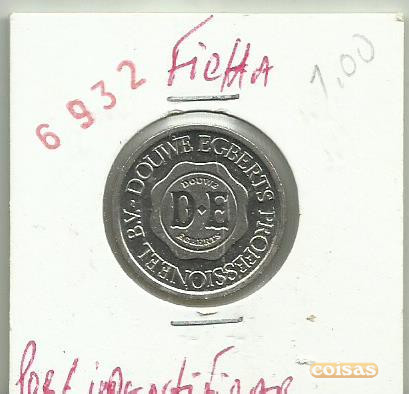 6932 FicHA 1,00
DOUWE EGBERTS PROFESSIONEEL B.V.
DOUWE
D·E
EGBERTS
coisas